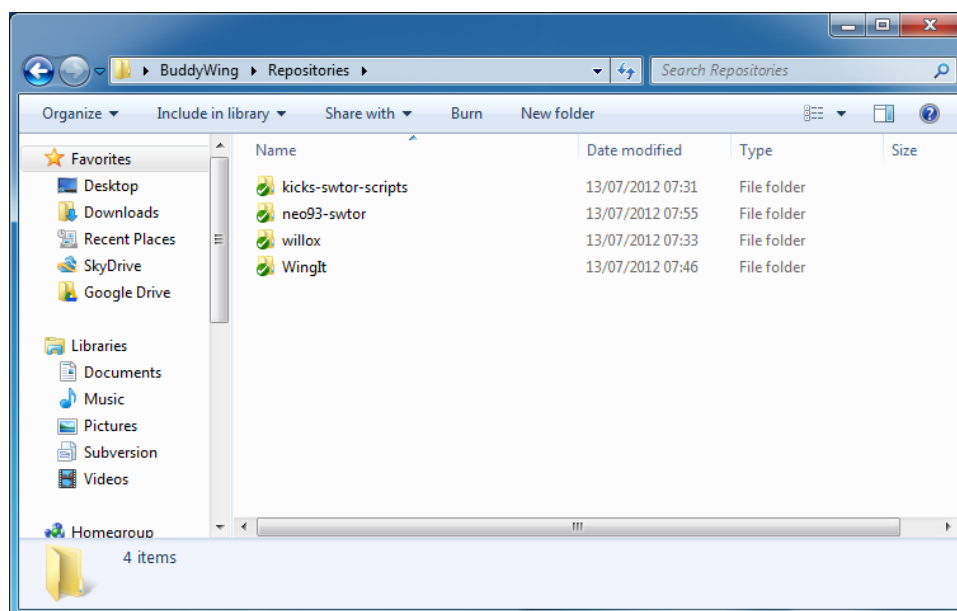 BuddyWing Repositories Search Repositories
Organize Include in library Share with Burn New folder
Favorites
Desktop
Downloads
Recent Places
SkyDrive
Google Drive
Libraries
Documents
Music
Pictures
Subversion
Videos
Homegroup
Name Date modified Type Size
kicks-swtor-scripts 13/07/2012 07:31 File folder
neo93-swtor 13/07/2012 07:55 File folder
willox 13/07/2012 07:33 File folder
WingIt 13/07/2012 07:46 File folder
4 items